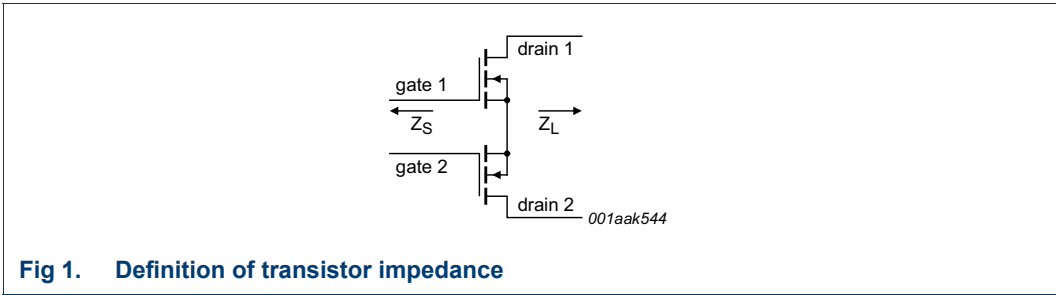 drain 1
gate 1
Z_S
Z_L
gate 2
drain 2
001aak544
Fig 1. Definition of transistor impedance